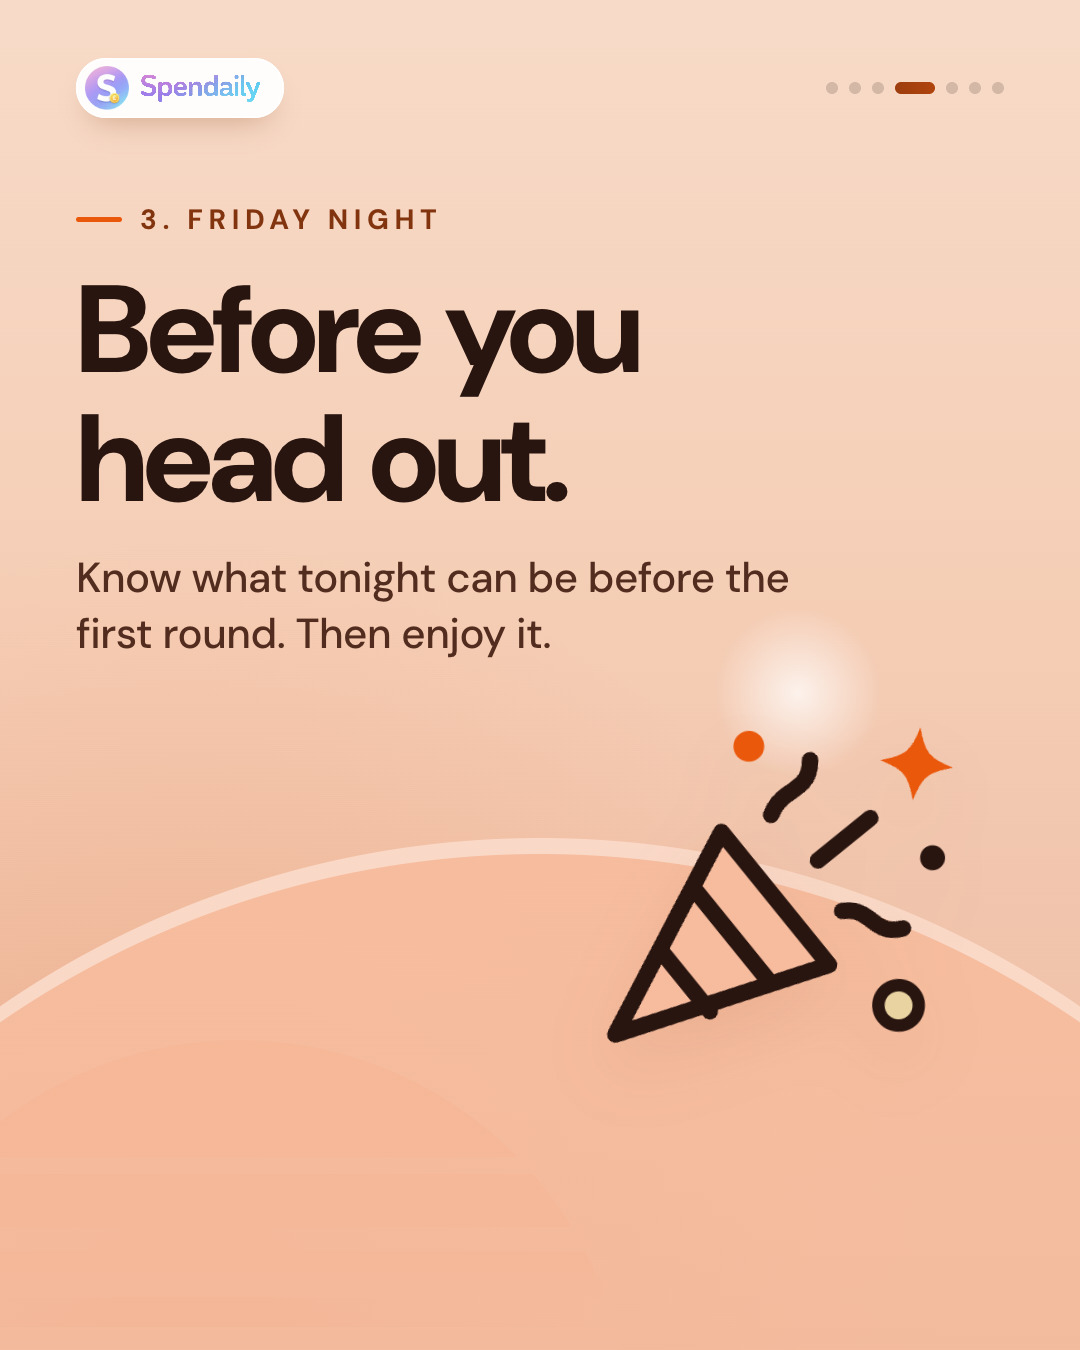 Spendaily
3. FRIDAY NIGHT
Before you
head out.
Know what tonight can be before the
first round. Then enjoy it.